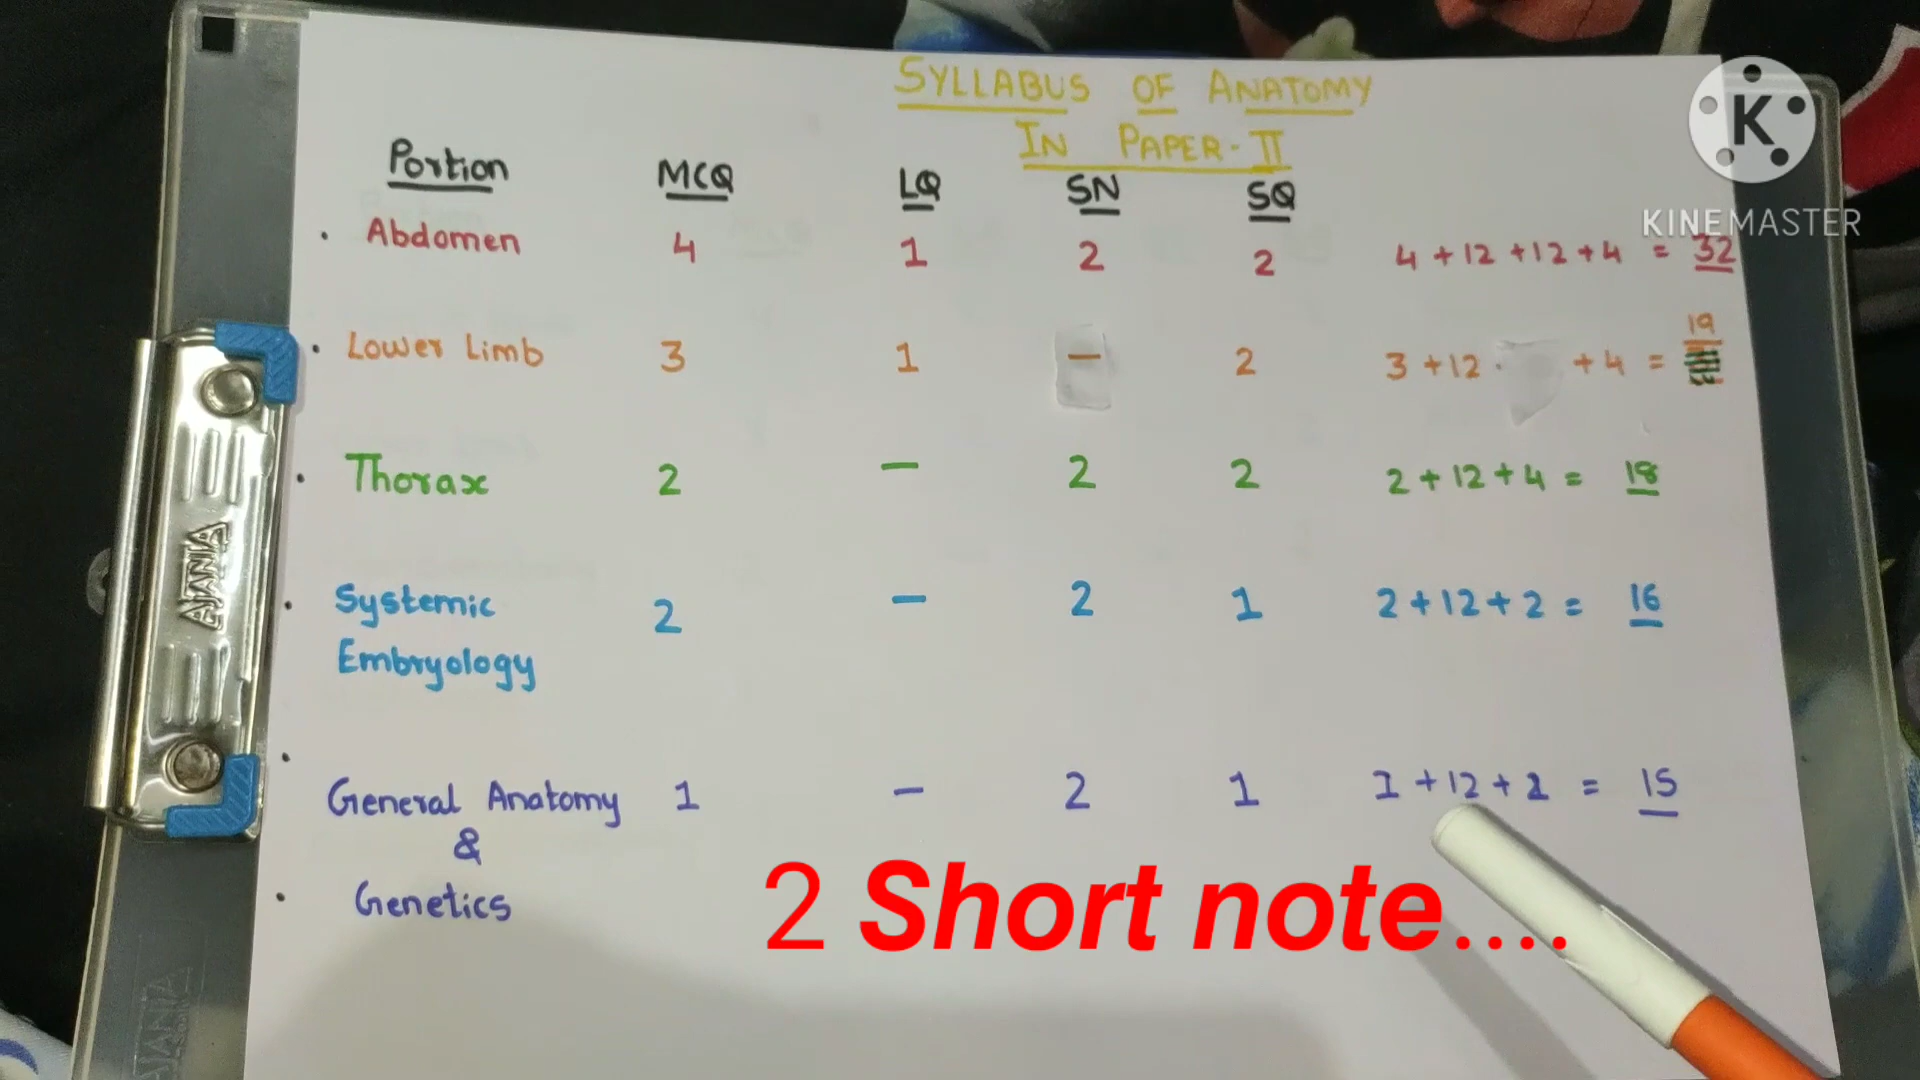 SYLLABUS OF ANATOMY
IN PAPER-II
Portion MCQ LQ SN SQ
• Abdomen 4 1 2 2 4 + 12 + 12 + 4 = 32
• Lower Limb 3 1 — 2 3 + 12 · + 4 = 19
• Thorax 2 — 2 2 2 + 12 + 4 = 18
• Systemic Embryology 2 — 2 1 2 + 12 + 2 = 16
• General Anatomy 1 — 2 1 1 + 12 + 2 = 15
&
• Genetics
2 Short note....
K
KINEMASTER
AJANTA